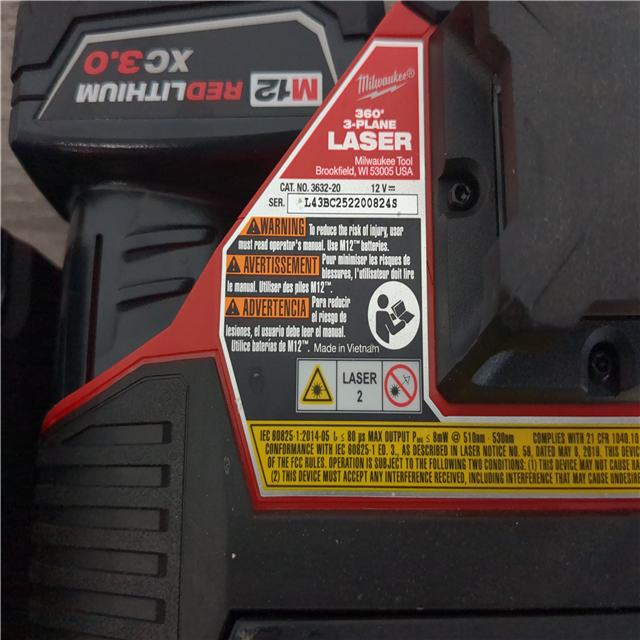 M12 REDLITHIUM
XC3.0
Milwaukee®
360°
3-PLANE
LASER
Milwaukee Tool
Brookfield, WI 53005 USA
CAT. NO. 3632-20 12 V
SER. L43BC252200824S
WARNING To reduce the risk of injury, user
must read operator's manual. Use M12™ batteries.
AVERTISSEMENT Pour minimiser les risques de
blessures, l'utilisateur doit lire
le manual. Utiliser des piles M12™.
ADVERTENCIA Para reducir
el riesgo de
lesiones, el usuario debe leer el manual.
Utilice baterías de M12™. Made in Vietnam
LASER
2
IEC 60825-1:2014-05 t ≤ 80 µs MAX OUTPUT P ≤ 8mW @ 510nm - 530nm COMPLIES WITH 21 CFR 1040.10
CONFORMANCE WITH IEC 60825-1 ED. 3., AS DESCRIBED IN LASER NOTICE NO. 56, DATED MAY 8, 2019. THIS DEVICE
OF THE FCC RULES. OPERATION IS SUBJECT TO THE FOLLOWING TWO CONDITIONS: (1) THIS DEVICE MAY NOT CAUSE
(2) THIS DEVICE MUST ACCEPT ANY INTERFERENCE RECEIVED, INCLUDING INTERFERENCE THAT MAY CAUSE